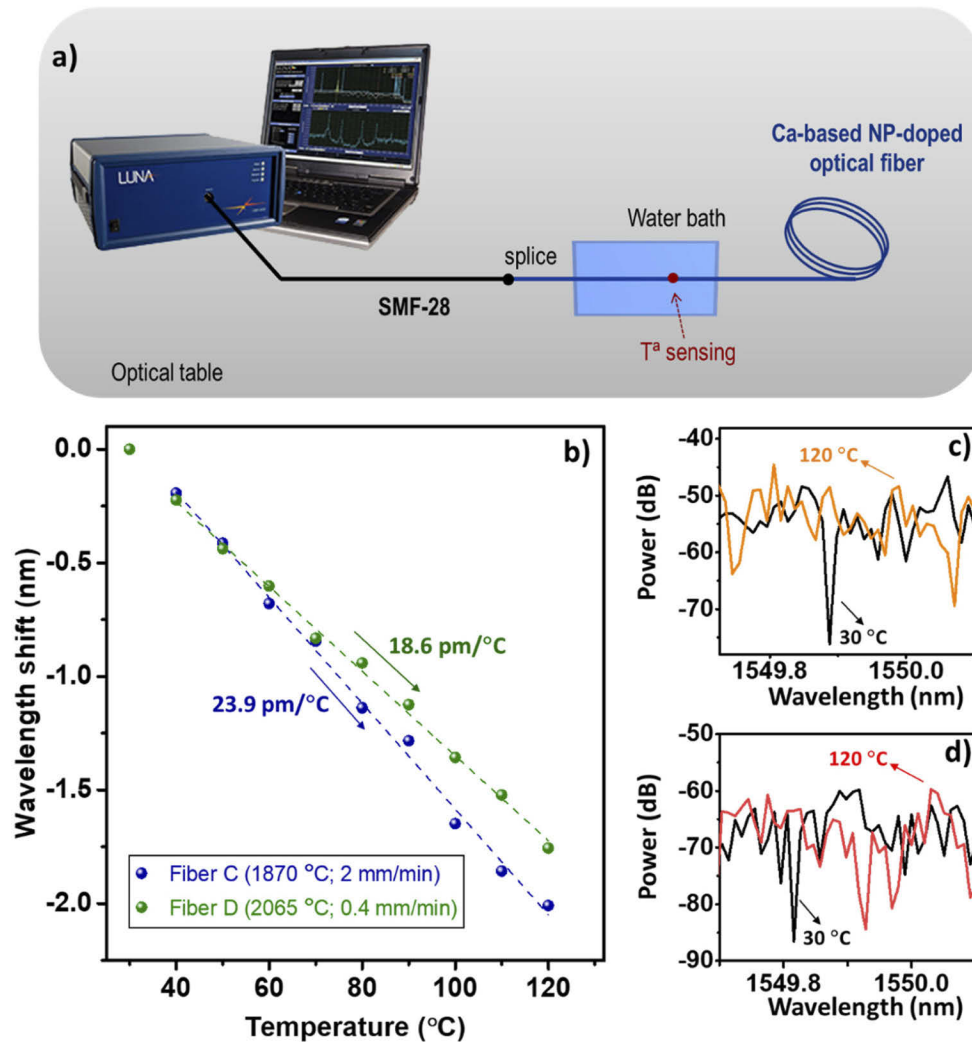 a)
LUNA
Ca-based NP-doped
optical fiber
Water bath
splice
SMF-28
Tª sensing
Optical table
b)
Wavelength shift (nm)
0.0
-0.5
-1.0
-1.5
-2.0
18.6 pm/°C
23.9 pm/°C
Fiber C (1870 °C; 2 mm/min)
Fiber D (2065 °C; 0.4 mm/min)
40 60 80 100 120
Temperature (°C)
c)
Power (dB)
-40
-50
-60
-70
120 °C
30 °C
1549.8 1550.0
Wavelength (nm)
d)
Power (dB)
-50
-60
-70
-80
-90
120 °C
30 °C
1549.8 1550.0
Wavelength (nm)